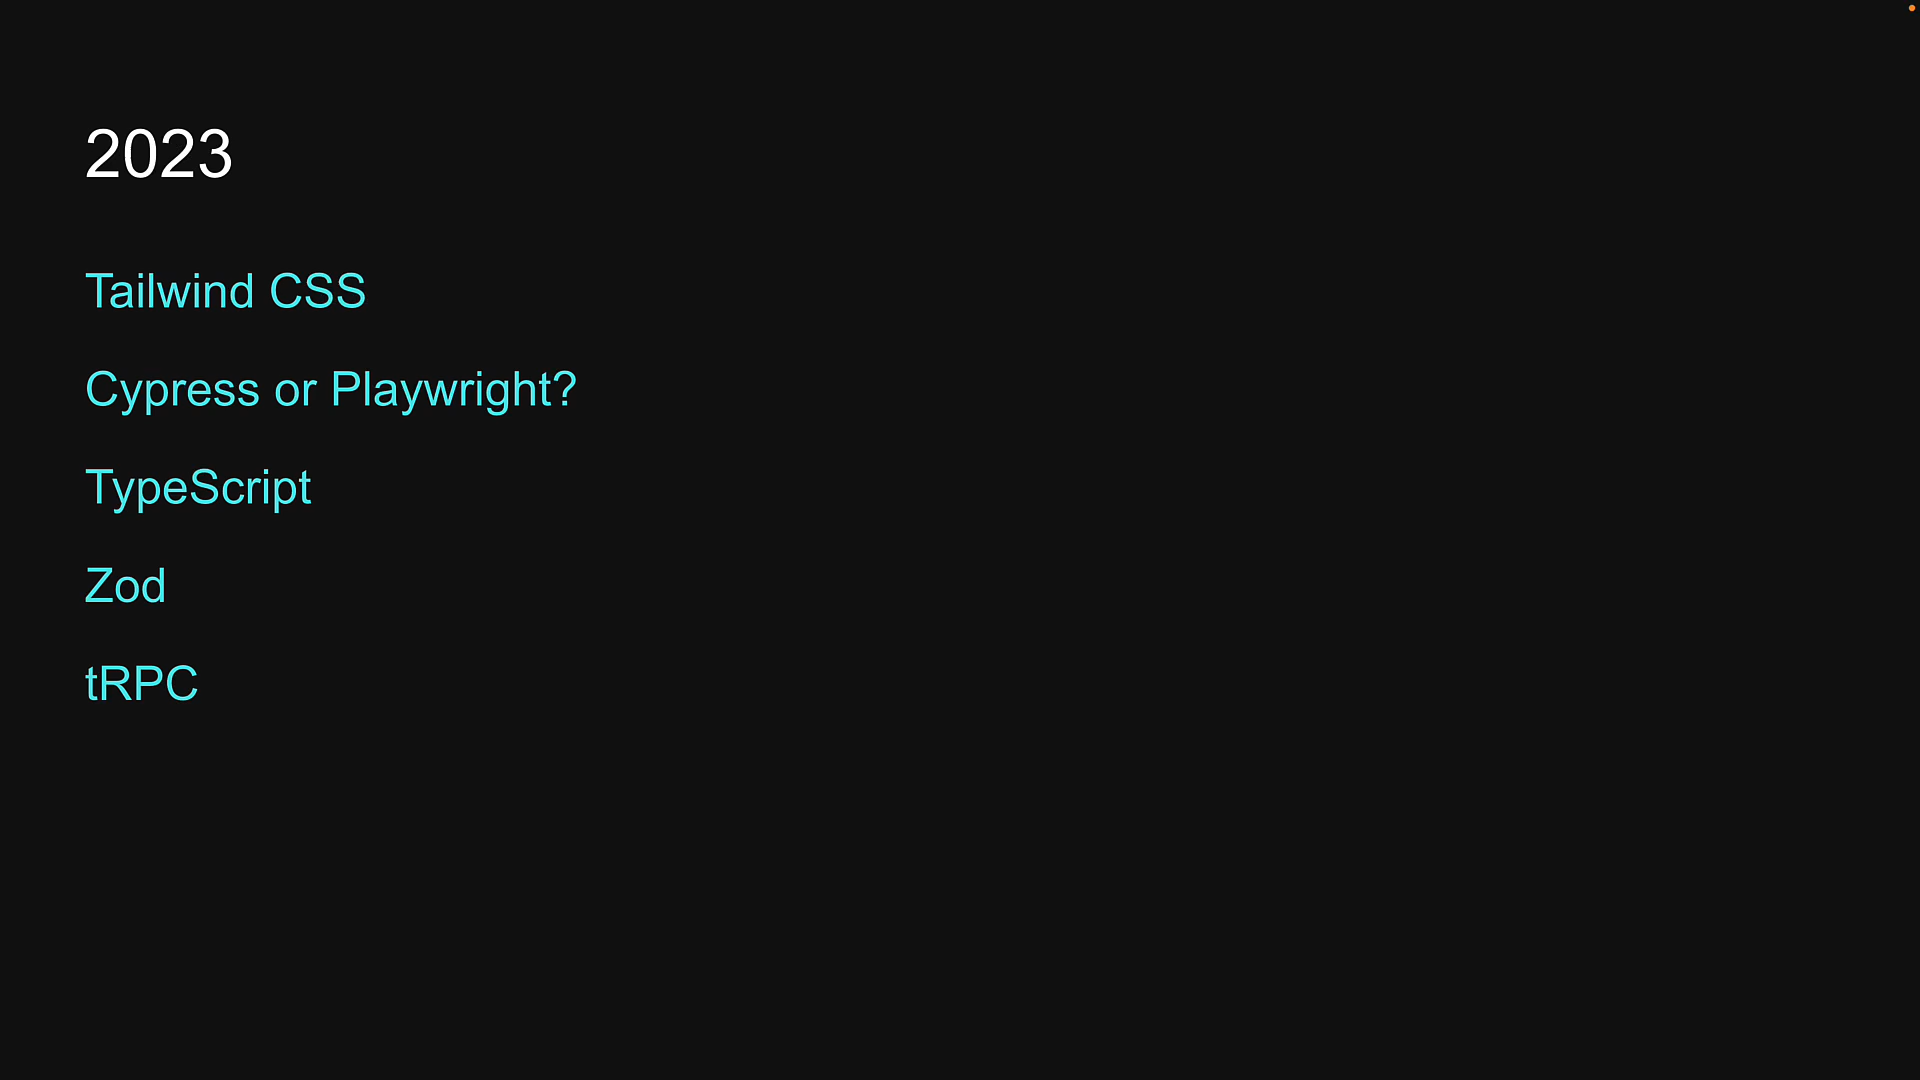 2023
Tailwind CSS
Cypress or Playwright?
TypeScript
Zod
tRPC